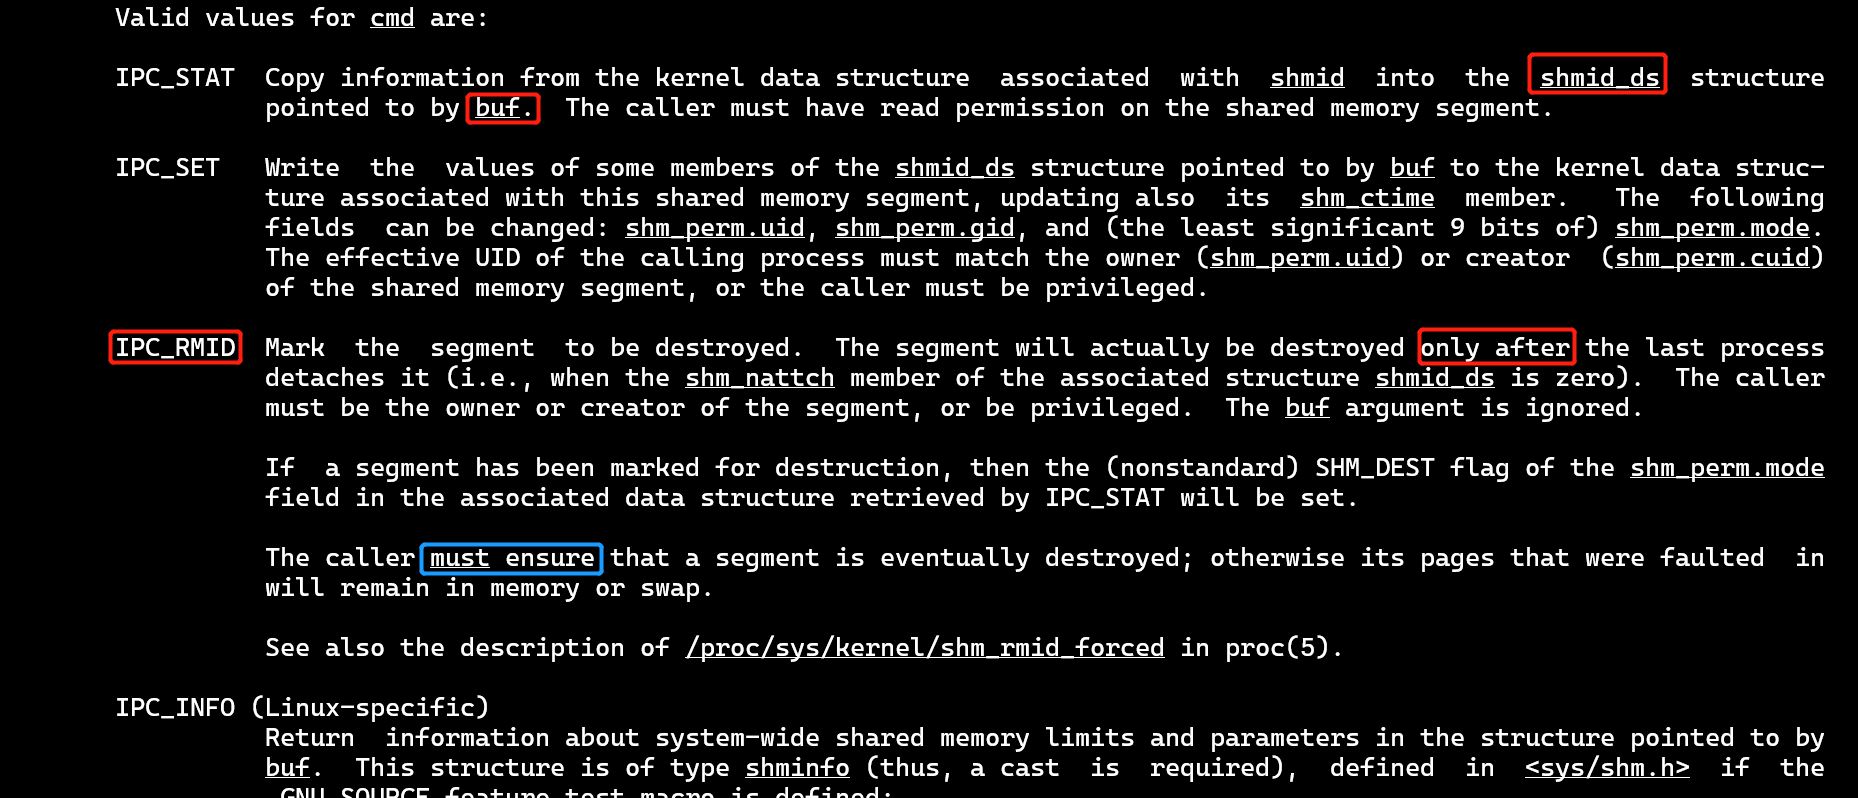 Valid values for cmd are:
IPC_STAT  Copy information from the kernel data structure  associated  with  shmid  into  the  shmid_ds  structure
pointed to by buf.  The caller must have read permission on the shared memory segment.
IPC_SET   Write  the  values of some members of the shmid_ds structure pointed to by buf to the kernel data struc-
ture associated with this shared memory segment, updating also  its  shm_ctime  member.   The  following
fields  can be changed: shm_perm.uid, shm_perm.gid, and (the least significant 9 bits of) shm_perm.mode.
The effective UID of the calling process must match the owner (shm_perm.uid) or creator  (shm_perm.cuid)
of the shared memory segment, or the caller must be privileged.
IPC_RMID  Mark  the  segment  to be destroyed.  The segment will actually be destroyed only after the last process
detaches it (i.e., when the shm_nattch member of the associated structure shmid_ds is zero).  The caller
must be the owner or creator of the segment, or be privileged.  The buf argument is ignored.
If  a segment has been marked for destruction, then the (nonstandard) SHM_DEST flag of the shm_perm.mode
field in the associated data structure retrieved by IPC_STAT will be set.
The caller must ensure that a segment is eventually destroyed; otherwise its pages that were faulted  in
will remain in memory or swap.
See also the description of /proc/sys/kernel/shm_rmid_forced in proc(5).
IPC_INFO (Linux-specific)
Return  information about system-wide shared memory limits and parameters in the structure pointed to by
buf.  This structure is of type shminfo (thus, a cast  is  required),  defined  in  <sys/shm.h>  if  the
_GNU_SOURCE feature test macro is defined: